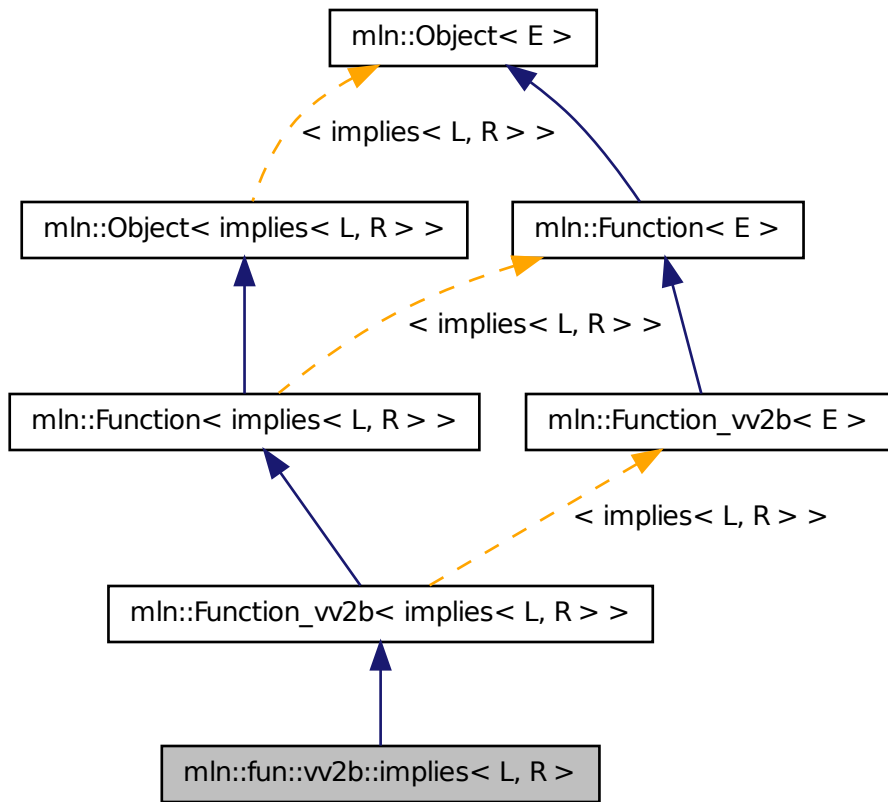 mln::Object< E >
< implies< L, R > >
mln::Object< implies< L, R > >
mln::Function< E >
< implies< L, R > >
mln::Function< implies< L, R > >
mln::Function_vv2b< E >
< implies< L, R > >
mln::Function_vv2b< implies< L, R > >
mln::fun::vv2b::implies< L, R >